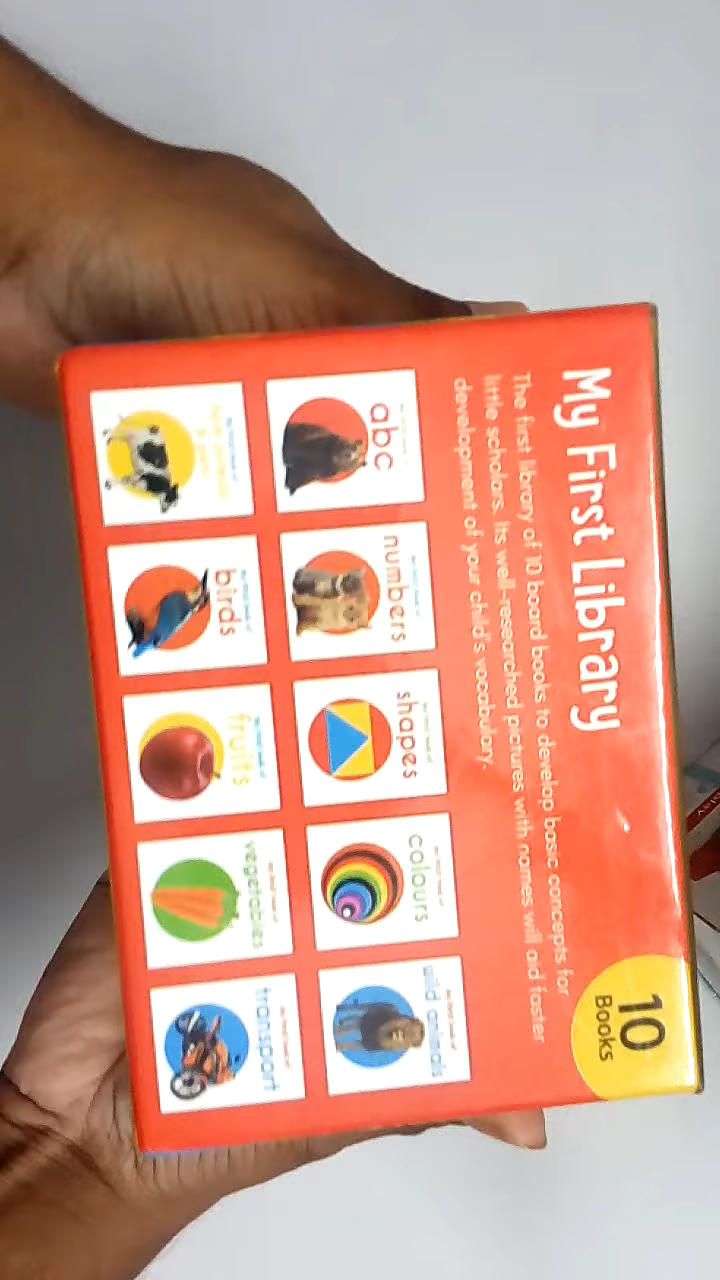 My First Library
10
Books
The first library of 10 board books to develop basic concepts for
little scholars. Its well-researched pictures with names will aid faster
development of your child's vocabulary.
abc
numbers
shapes
colours
wild animals
birds
fruits
vegetables
transport